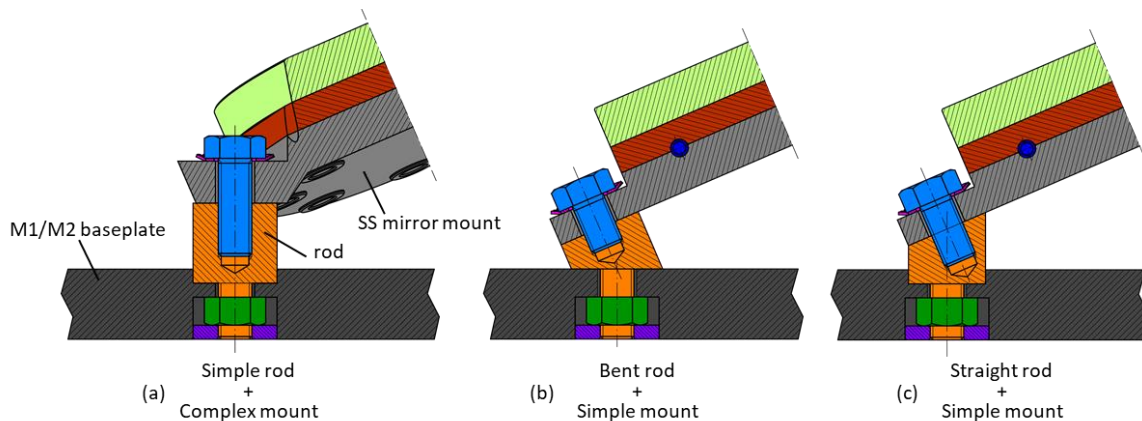 SS mirror mount
M1/M2 baseplate
rod
Simple rod
(a) +
Complex mount
Bent rod
(b) +
Simple mount
Straight rod
(c) +
Simple mount